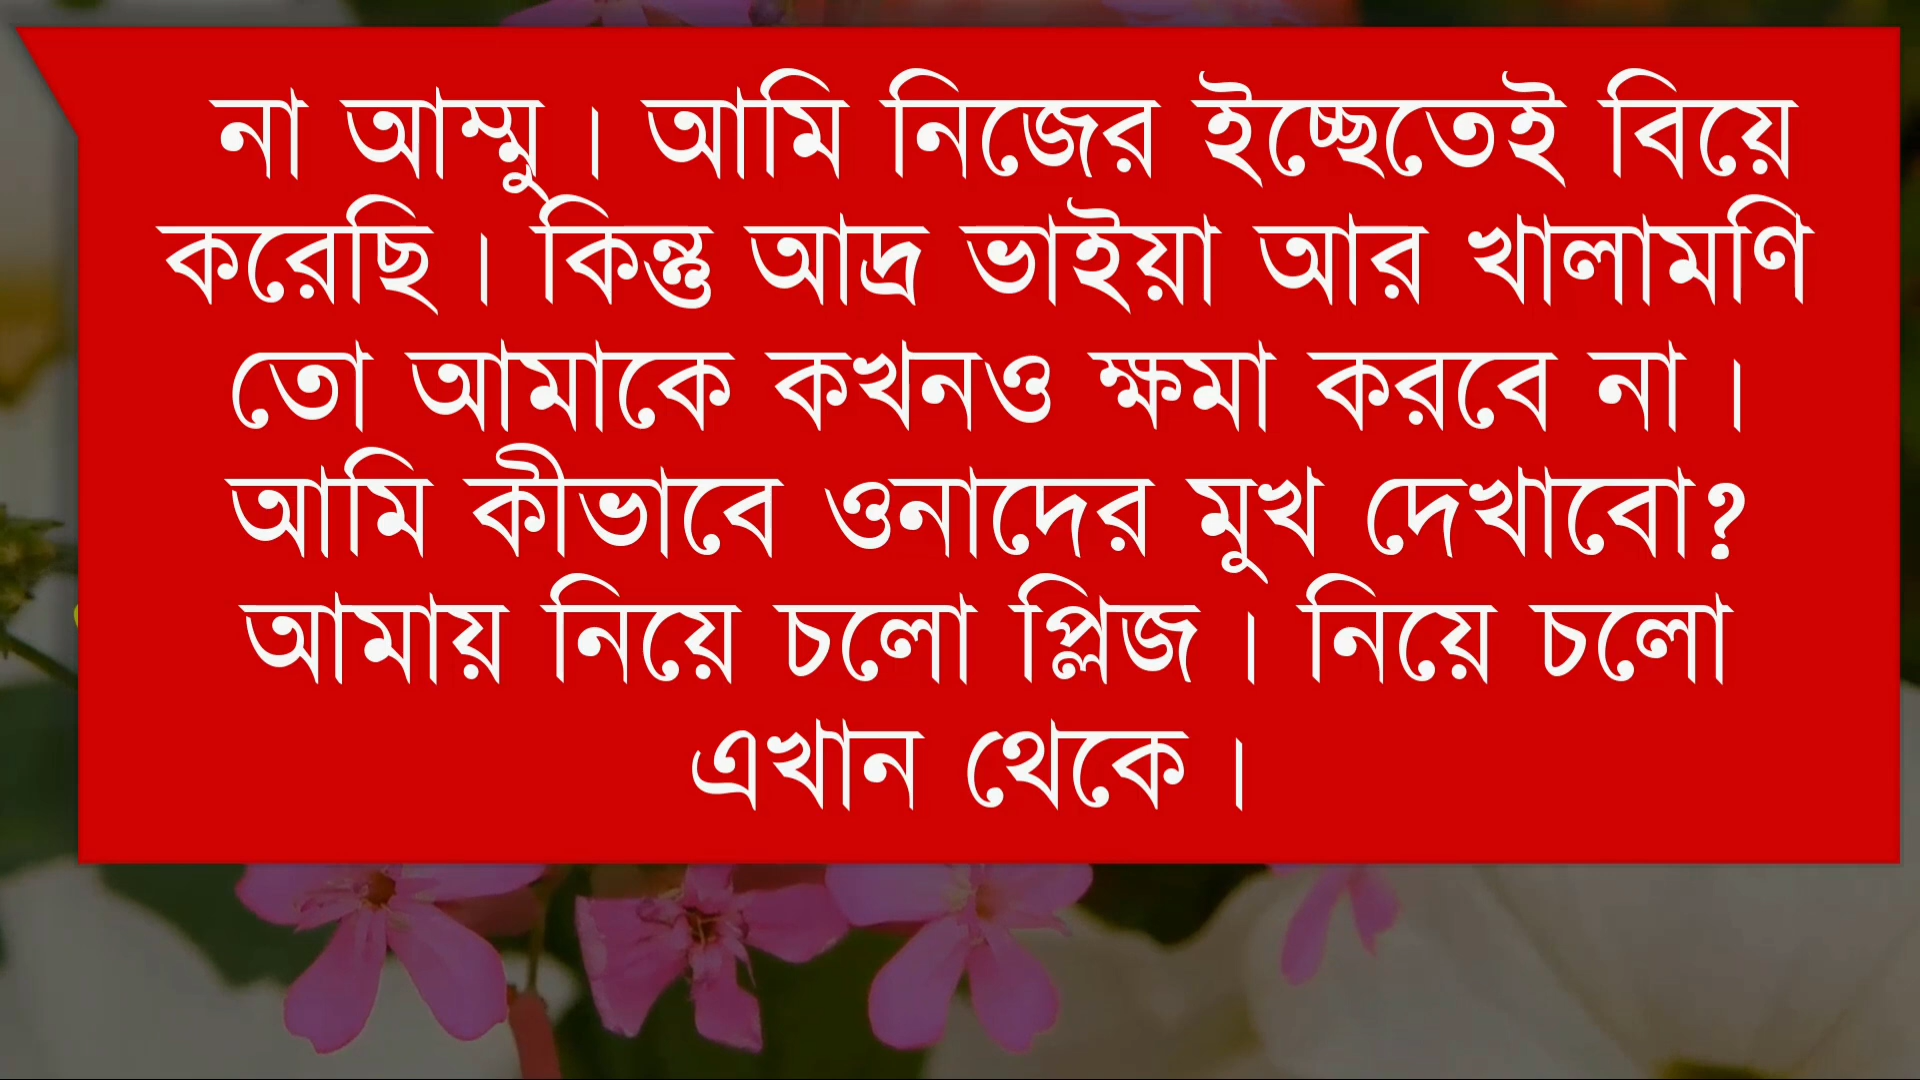 না আম্মু। আমি নিজের ইচ্ছেতেই বিয়ে
করেছি। কিন্তু আদ্র ভাইয়া আর খালামণি
তো আমাকে কখনও ক্ষমা করবে না।
আমি কীভাবে ওনাদের মুখ দেখাবো?
আমায় নিয়ে চলো প্লিজ। নিয়ে চলো
এখান থেকে।